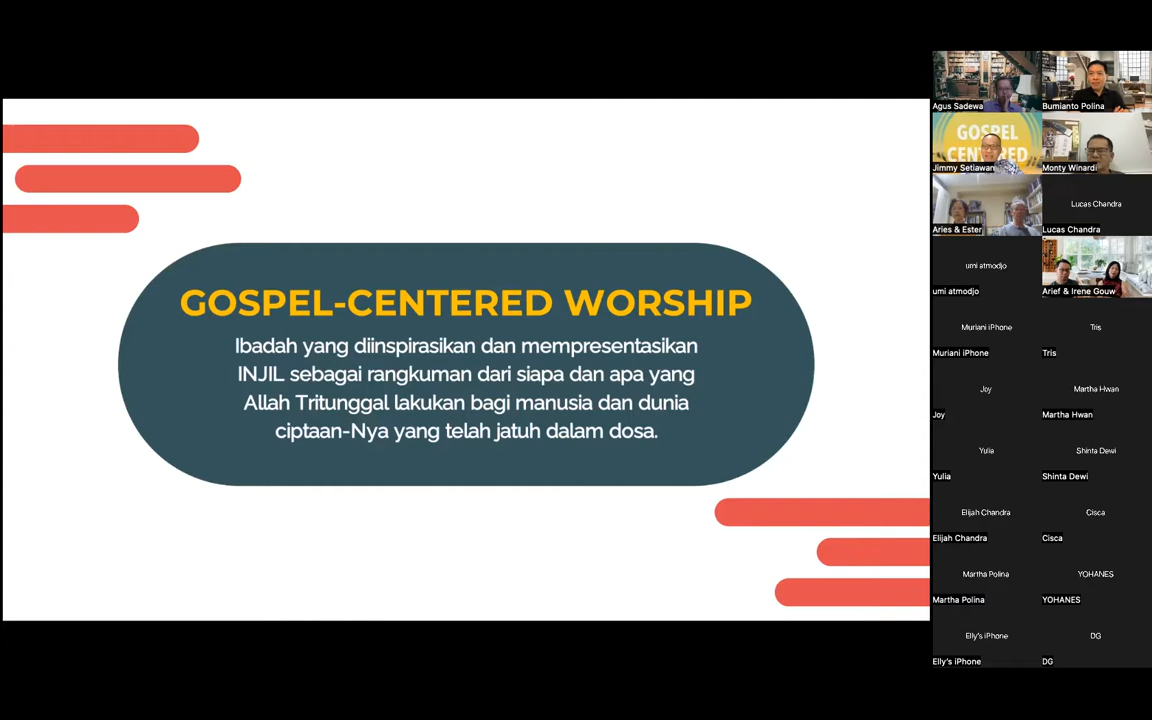 GOSPEL-CENTERED WORSHIP
Ibadah yang diinspirasikan dan mempresentasikan
INJIL sebagai rangkuman dari siapa dan apa yang
Allah Tritunggal lakukan bagi manusia dan dunia
ciptaan-Nya yang telah jatuh dalam dosa.
Agus Sadewa
Bumianto Polina
GOSPEL
CENTERED
Jimmy Setiawan
Monty Winardi
Aries & Ester
Lucas Chandra
Lucas Chandra
umi atmodjo
umi atmodjo
Arief & Irene Gouw
Muriani iPhone
Muriani iPhone
Tris
Tris
Joy
Joy
Martha Hwan
Martha Hwan
Yulia
Yulia
Shinta Dewi
Shinta Dewi
Elijah Chandra
Elijah Chandra
Cisca
Cisca
Martha Polina
Martha Polina
YOHANES
YOHANES
Elly's iPhone
Elly's iPhone
DG
DG